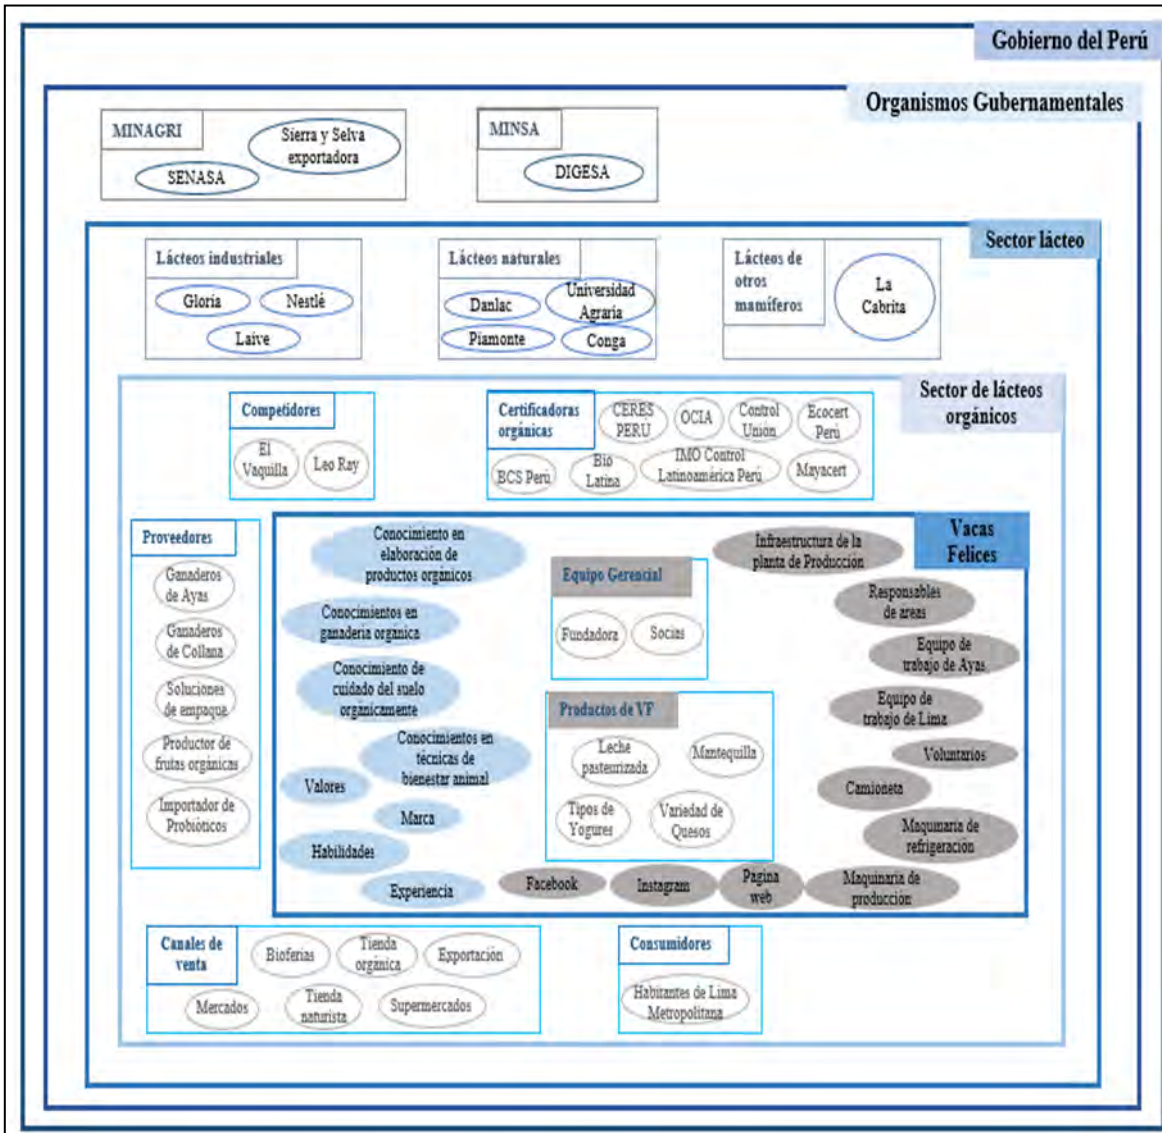 Gobierno del Perú
Organismos Gubernamentales
MINAGRI
Sierra y Selva
exportadora
SENASA
MINSA
DIGESA
Sector lácteo
Lácteos industriales
Gloria
Nestlé
Laive
Lácteos naturales
Danlac
Universidad
Agraria
Piamonte
Conga
Lácteos de
otros
mamíferos
La
Cabrita
Sector de lácteos
orgánicos
Competidores
El
Vaquilla
Leo Ray
Certificadoras
orgánicas
CERES
PERU
OCIA
Control
Unión
Ecocert
Perú
BCS Perú
Bio
Latina
IMO Control
Latinoamérica Perú
Mayacert
Proveedores
Ganaderos
de Ayas
Ganaderos
de Collana
Soluciones
de empaque
Productor de
frutas orgánicas
Importador de
Probióticos
Vacas
Felices
Conocimiento en
elaboración de
productos orgánicos
Conocimientos en
ganadería orgánica
Conocimiento de
cuidado del suelo
orgánicamente
Conocimientos en
técnicas de
bienestar animal
Valores
Marca
Habilidades
Experiencia
Equipo Gerencial
Fundadora
Socias
Productos de VF
Leche
pasteurizada
Mantequilla
Tipos de
Yogures
Variedad de
Quesos
Infraestructura de la
planta de Producción
Responsables
de areas
Equipo de
trabajo de Ayas
Equipo de
trabajo de Lima
Voluntarios
Camioneta
Maquinaria de
refrigeración
Maquinaria de
producción
Facebook
Instagram
Pagina
web
Canales de
venta
Bioferias
Tienda
orgánica
Exportación
Mercados
Tienda
naturista
Supermercados
Consumidores
Habitantes de Lima
Metropolitana